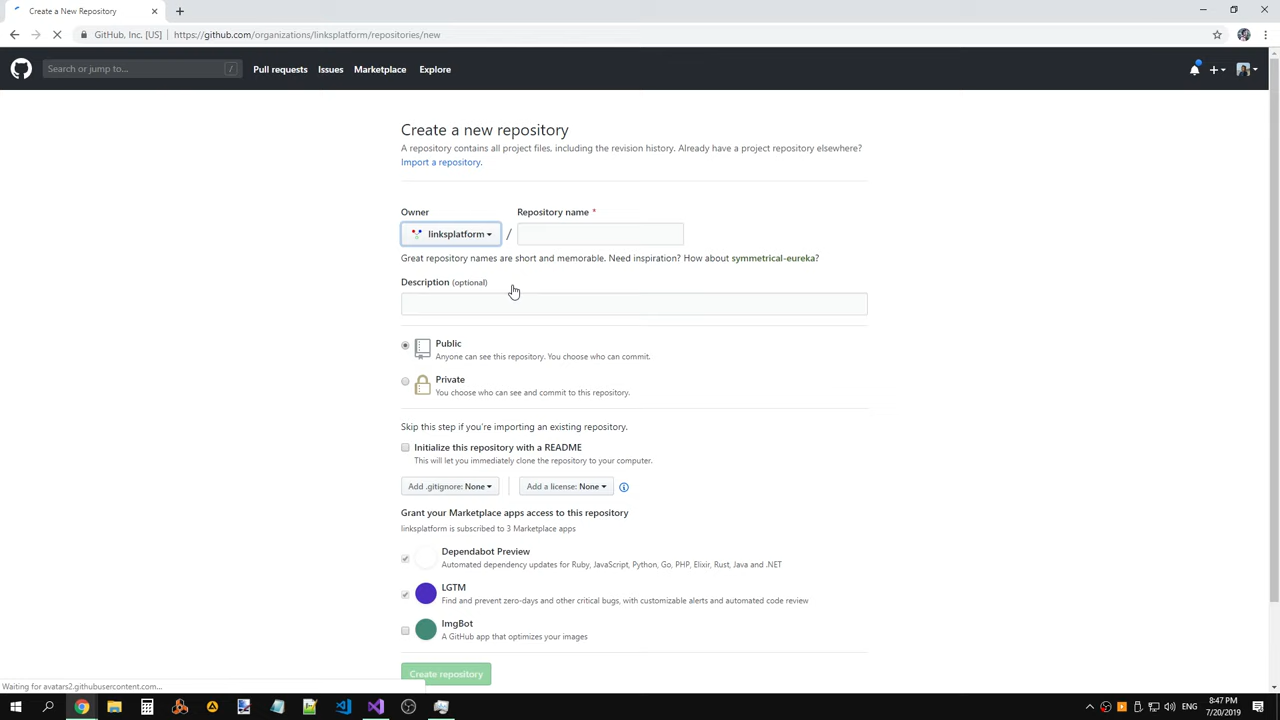 Create a New Repository
GitHub, Inc. [US] | https://github.com/organizations/linksplatform/repositories/new
Search or jump to... /
Pull requests Issues Marketplace Explore
Create a new repository
A repository contains all project files, including the revision history. Already have a project repository elsewhere?
Import a repository.
Owner Repository name *
linksplatform /
Great repository names are short and memorable. Need inspiration? How about symmetrical-eureka?
Description (optional)
Public
Anyone can see this repository. You choose who can commit.
Private
You choose who can see and commit to this repository.
Skip this step if you're importing an existing repository.
Initialize this repository with a README
This will let you immediately clone the repository to your computer.
Add .gitignore: None Add a license: None
Grant your Marketplace apps access to this repository
linksplatform is subscribed to 3 Marketplace apps
Dependabot Preview
Automated dependency updates for Ruby, JavaScript, Python, Go, PHP, Elixir, Rust, Java and .NET
LGTM
Find and prevent zero-days and other critical bugs, with customizable alerts and automated code review
ImgBot
A GitHub app that optimizes your images
Create repository
Waiting for avatars2.githubusercontent.com...
ENG
8:47 PM
7/20/2019